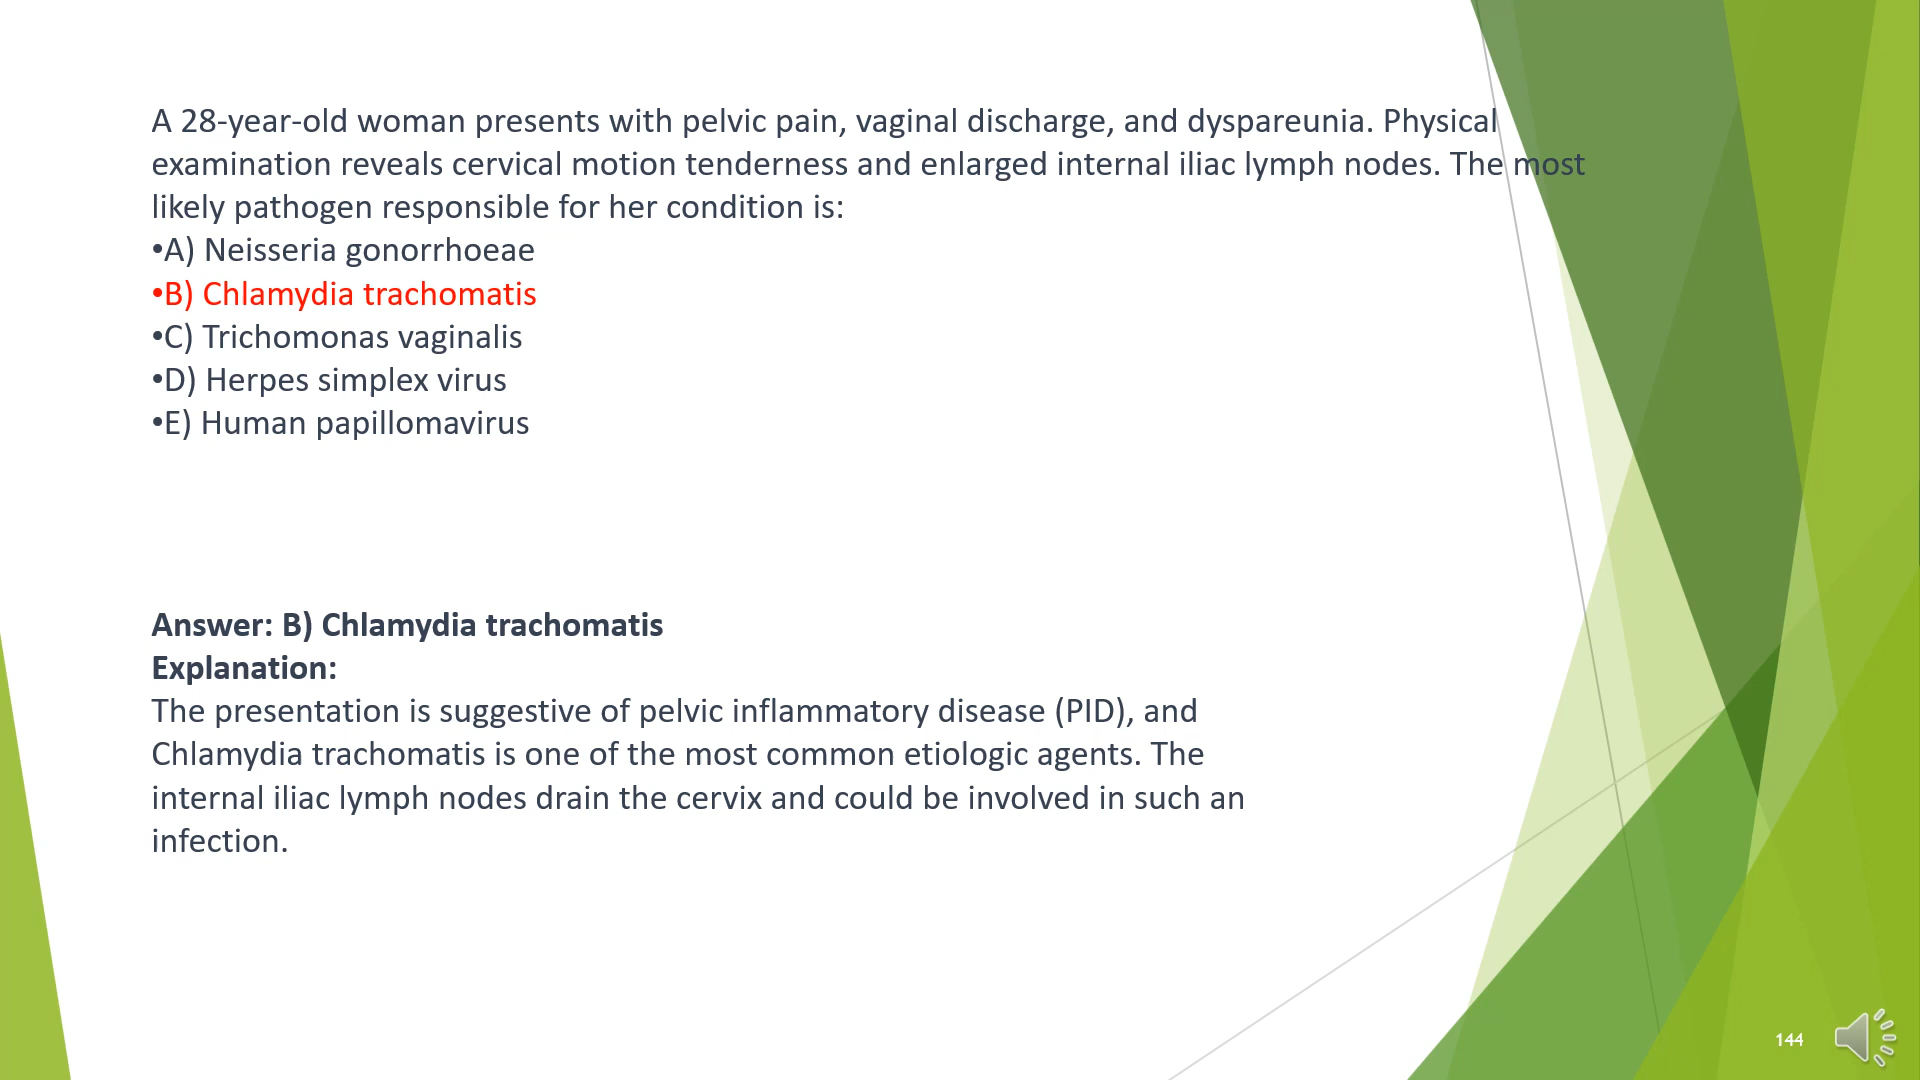 A 28-year-old woman presents with pelvic pain, vaginal discharge, and dyspareunia. Physical
examination reveals cervical motion tenderness and enlarged internal iliac lymph nodes. The most
likely pathogen responsible for her condition is:
•A) Neisseria gonorrhoeae
•B) Chlamydia trachomatis
•C) Trichomonas vaginalis
•D) Herpes simplex virus
•E) Human papillomavirus
Answer: B) Chlamydia trachomatis
Explanation:
The presentation is suggestive of pelvic inflammatory disease (PID), and
Chlamydia trachomatis is one of the most common etiologic agents. The
internal iliac lymph nodes drain the cervix and could be involved in such an
infection.
144